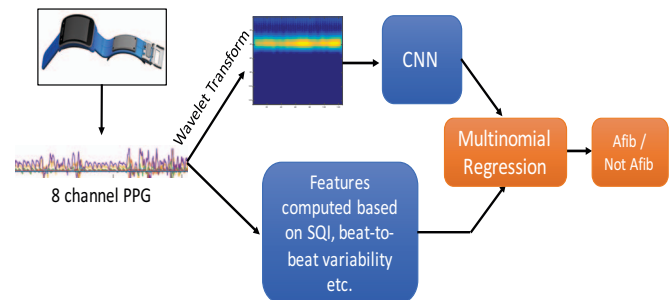 Wavelet Transform
CNN
8 channel PPG
Multinomial
Regression
Afib /
Not Afib
Features
computed based
on SQI, beat-to-
beat variability
etc.